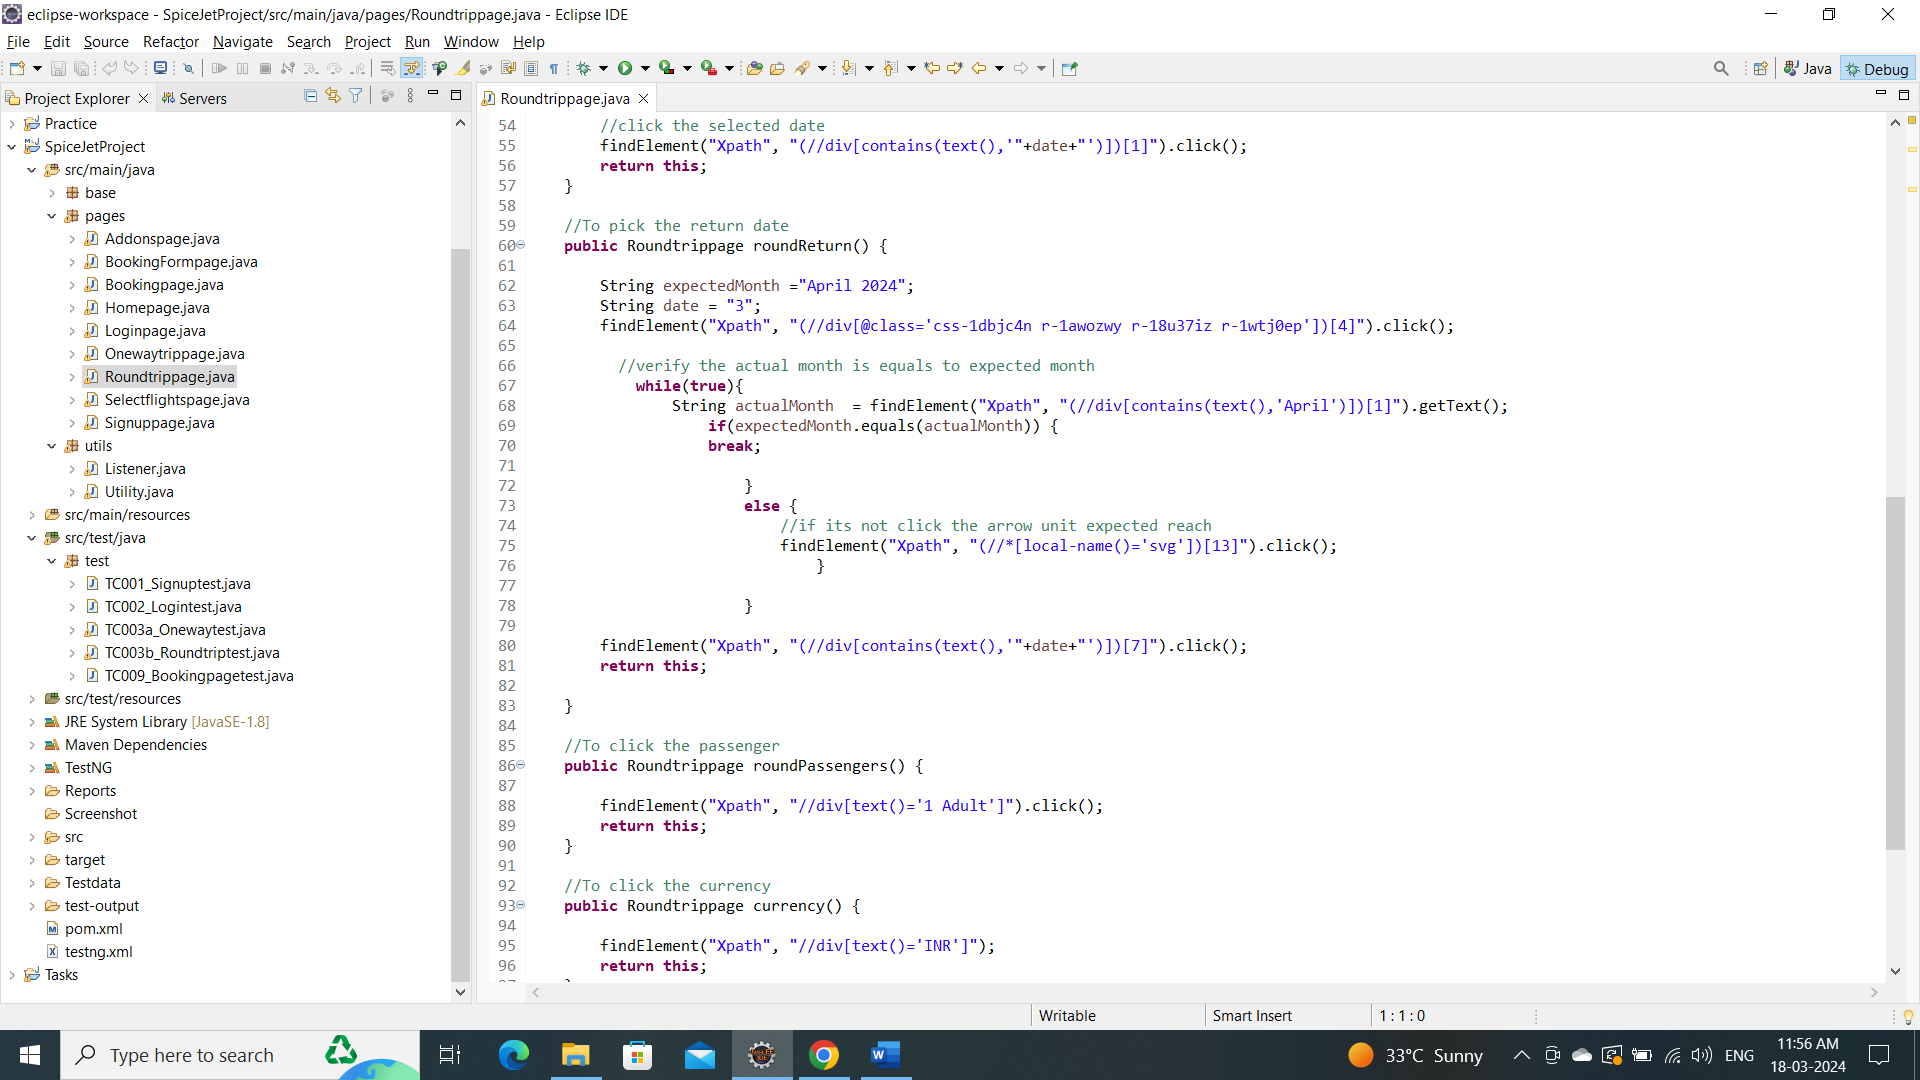 eclipse-workspace - SpiceJetProject/src/main/java/pages/Roundtrippage.java - Eclipse IDE
File Edit Source Refactor Navigate Search Project Run Window Help
Java Debug
Project Explorer Servers
Roundtrippage.java
Practice
SpiceJetProject
src/main/java
base
pages
Addonspage.java
BookingFormpage.java
Bookingpage.java
Homepage.java
Loginpage.java
Onewaytrippage.java
Roundtrippage.java
Selectflightspage.java
Signuppage.java
utils
Listener.java
Utility.java
src/main/resources
src/test/java
test
TC001_Signuptest.java
TC002_Logintest.java
TC003a_Onewaytest.java
TC003b_Roundtriptest.java
TC009_Bookingpagetest.java
src/test/resources
JRE System Library [JavaSE-1.8]
Maven Dependencies
TestNG
Reports
Screenshot
src
target
Testdata
test-output
pom.xml
testng.xml
Tasks
54 //click the selected date
55 findElement("Xpath", "(//div[contains(text(),'"+date+"')])[1]").click();
56 return this;
57 }
58
59 //To pick the return date
60 public Roundtrippage roundReturn() {
61
62 String expectedMonth ="April 2024";
63 String date = "3";
64 findElement("Xpath", "(//div[@class='css-1dbjc4n r-1awozwy r-18u37iz r-1wtj0ep'])[4]").click();
65
66 //verify the actual month is equals to expected month
67 while(true){
68 String actualMonth = findElement("Xpath", "(//div[contains(text(),'April')])[1]").getText();
69 if(expectedMonth.equals(actualMonth)) {
70 break;
71
72 }
73 else {
74 //if its not click the arrow unit expected reach
75 findElement("Xpath", "(//*[local-name()='svg'])[13]").click();
76 }
77
78 }
79
80 findElement("Xpath", "(//div[contains(text(),'"+date+"')])[7]").click();
81 return this;
82
83 }
84
85 //To click the passenger
86 public Roundtrippage roundPassengers() {
87
88 findElement("Xpath", "//div[text()='1 Adult']").click();
89 return this;
90 }
91
92 //To click the currency
93 public Roundtrippage currency() {
94
95 findElement("Xpath", "//div[text()='INR']");
96 return this;
Writable Smart Insert 1 : 1 : 0
Type here to search
33°C Sunny
ENG
11:56 AM
18-03-2024